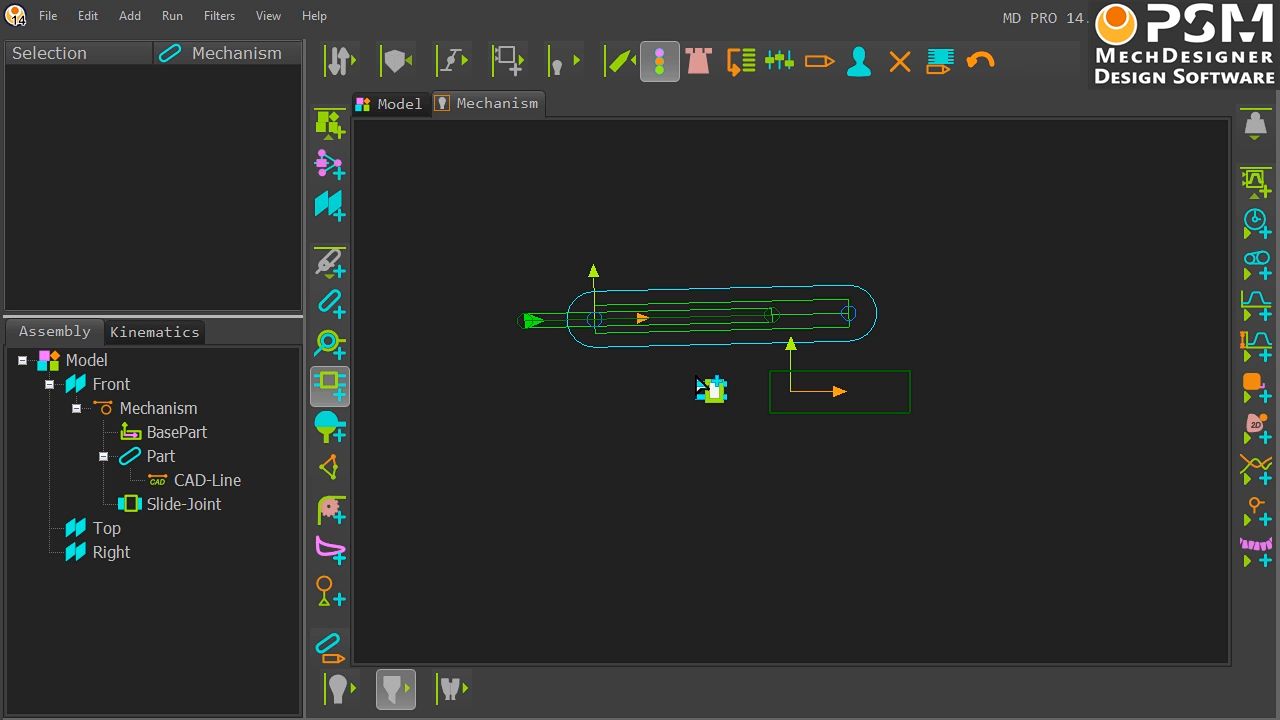 14
File Edit Add Run Filters View Help
MD PRO 14.
PSM
MECHDESIGNER
DESIGN SOFTWARE
Selection
Mechanism
Model
Mechanism
Assembly
Kinematics
Model
Front
Mechanism
BasePart
Part
CAD
CAD-Line
Slide-Joint
Top
Right
2D